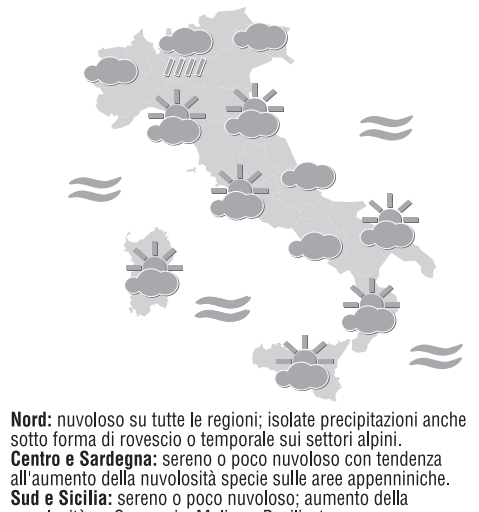 Nord: nuvoloso su tutte le regioni; isolate precipitazioni anche
sotto forma di rovescio o temporale sui settori alpini.
Centro e Sardegna: sereno o poco nuvoloso con tendenza
all'aumento della nuvolosità specie sulle aree appenniniche.
Sud e Sicilia: sereno o poco nuvoloso; aumento della